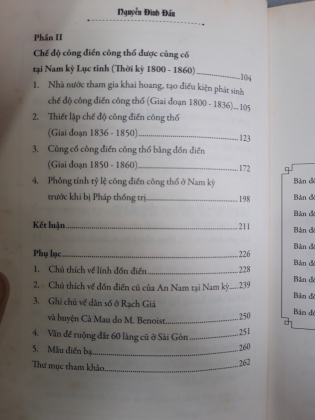 Nguyễn Đình Đầu
Phần II
Chế độ công điền công thổ được củng cố
tại Nam kỳ Lục tỉnh (Thời kỳ 1800 - 1860) 104
1. Nhà nước tham gia khai hoang, tạo điều kiện phát sinh
chế độ công điền công thổ (Giai đoạn 1800 - 1836) 105
2. Thiết lập chế độ công điền công thổ
(Giai đoạn 1836 - 1850) 123
3. Củng cố công điền công thổ bằng đồn điền
(Giai đoạn 1850 - 1860) 172
4. Phỏng tính tỷ lệ công điền công thổ ở Nam kỳ
trước khi bị Pháp thống trị 198
Kết luận 211
Phụ lục 226
1. Chú thích về lính đồn điền 228
2. Chú thích về đồn điền cũ của An Nam tại Nam kỳ 239
3. Ghi chú về dân số ở Rạch Giá
và huyện Cà Mau do M. Benoist 250
4. Vấn đề ruộng đất 60 làng cũ ở Sài Gòn 251
5. Mẫu điền bạ 260
Thư mục tham khảo 262
Bản đồ
Bản đồ
Bản đồ
Bản đồ
Bản đồ
Bản đồ
Bản đồ
Bản đồ